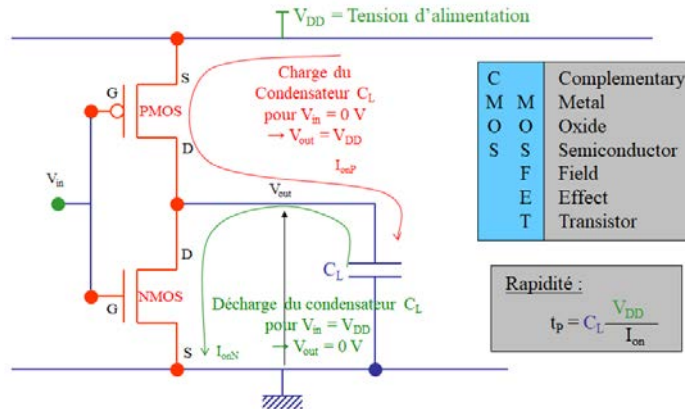 V_DD = Tension d'alimentation
S
G
PMOS
D
Charge du
Condensateur C_L
pour V_in = 0 V
→ V_out = V_DD
I_onP
V_in
V_out
D
NMOS
G
S
C_L
Décharge du condensateur C_L
pour V_in = V_DD
→ V_out = 0 V
I_onN
C Complementary
M M Metal
O O Oxide
S S Semiconductor
F Field
E Effect
T Transistor
Rapidité :
t_P = C_L V_DD / I_on